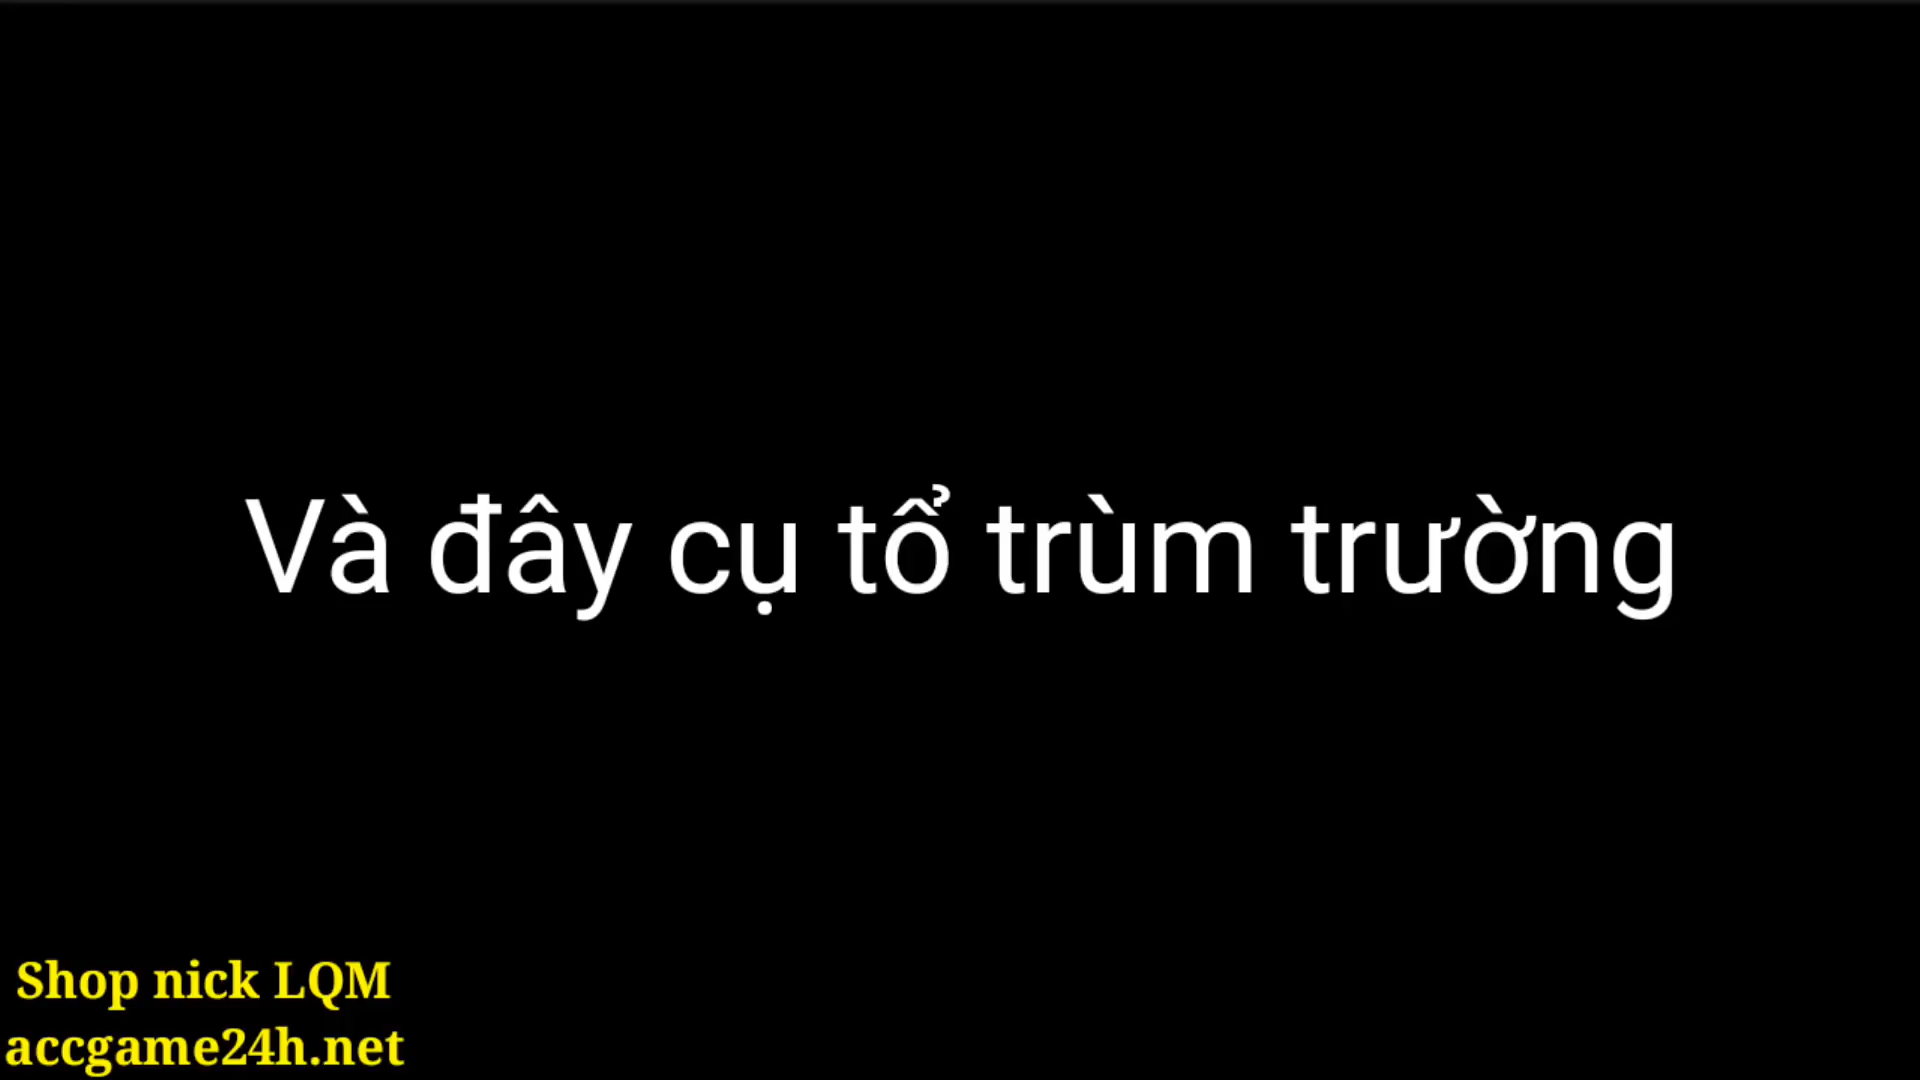 Và đây cụ tổ trùm trường
Shop nick LQM
accgame24h.net